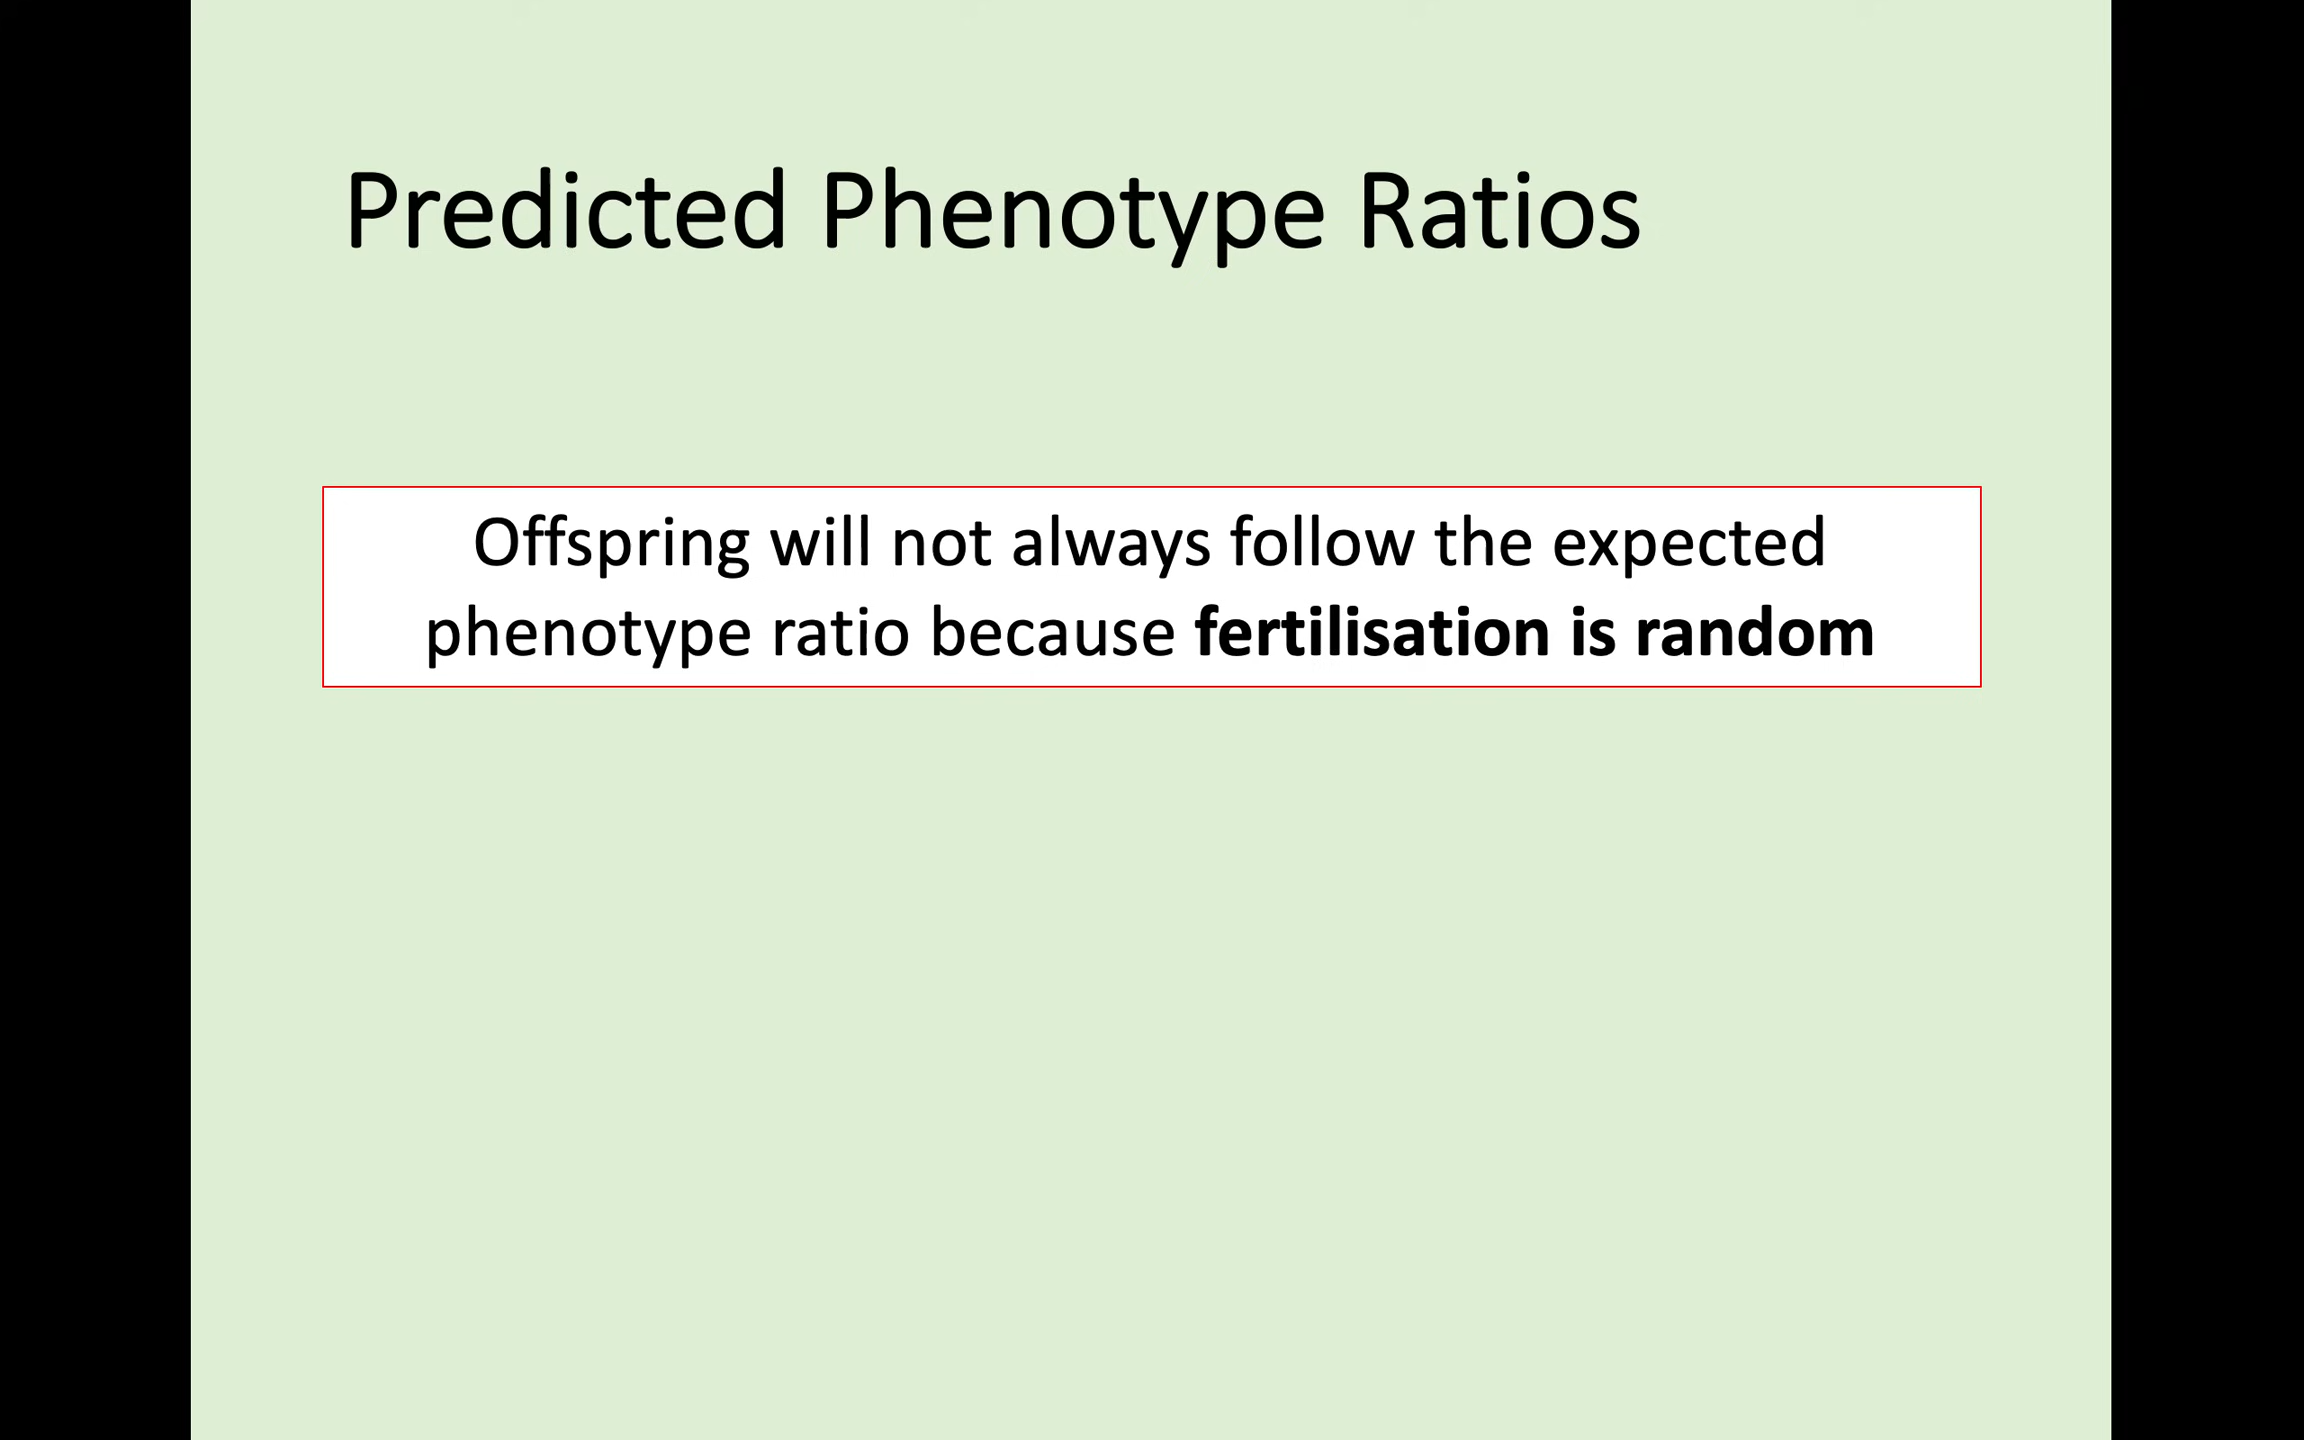 Predicted Phenotype Ratios
Offspring will not always follow the expected
phenotype ratio because fertilisation is random